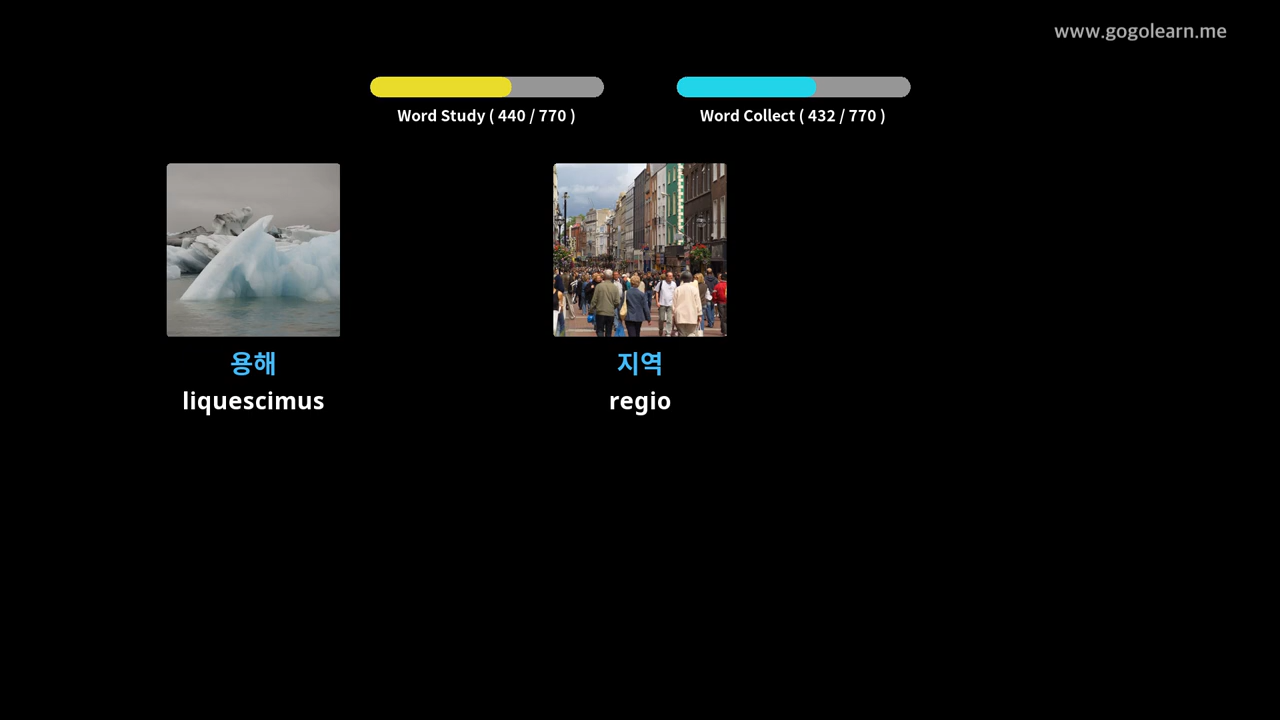 www.gogolearn.me
Word Study ( 440 / 770 )
Word Collect ( 432 / 770 )
용해
liquescimus
지역
regio